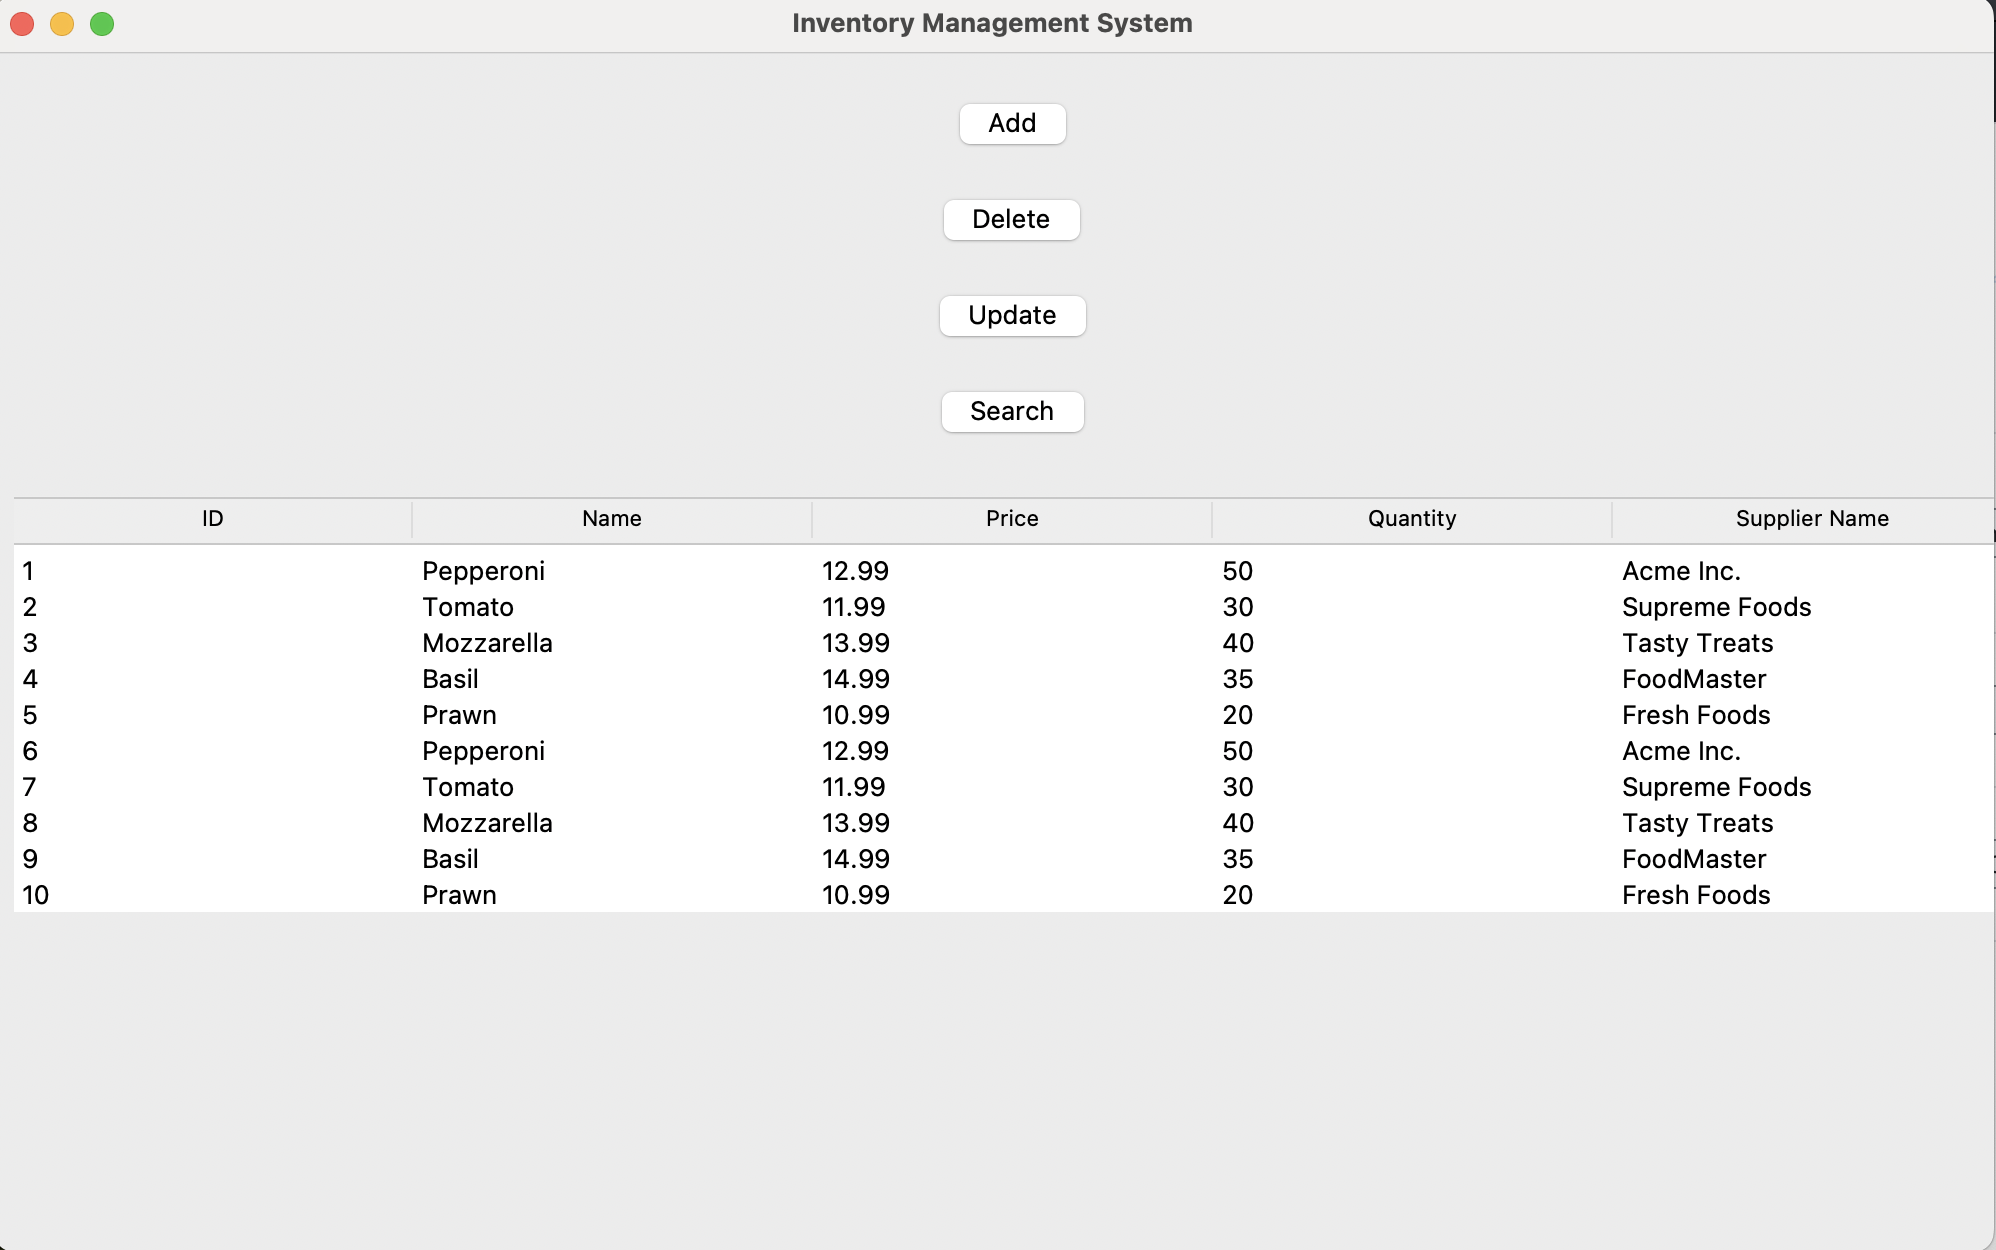 Inventory Management System
Add
Delete
Update
Search
ID Name Price Quantity Supplier Name
1 Pepperoni 12.99 50 Acme Inc.
2 Tomato 11.99 30 Supreme Foods
3 Mozzarella 13.99 40 Tasty Treats
4 Basil 14.99 35 FoodMaster
5 Prawn 10.99 20 Fresh Foods
6 Pepperoni 12.99 50 Acme Inc.
7 Tomato 11.99 30 Supreme Foods
8 Mozzarella 13.99 40 Tasty Treats
9 Basil 14.99 35 FoodMaster
10 Prawn 10.99 20 Fresh Foods